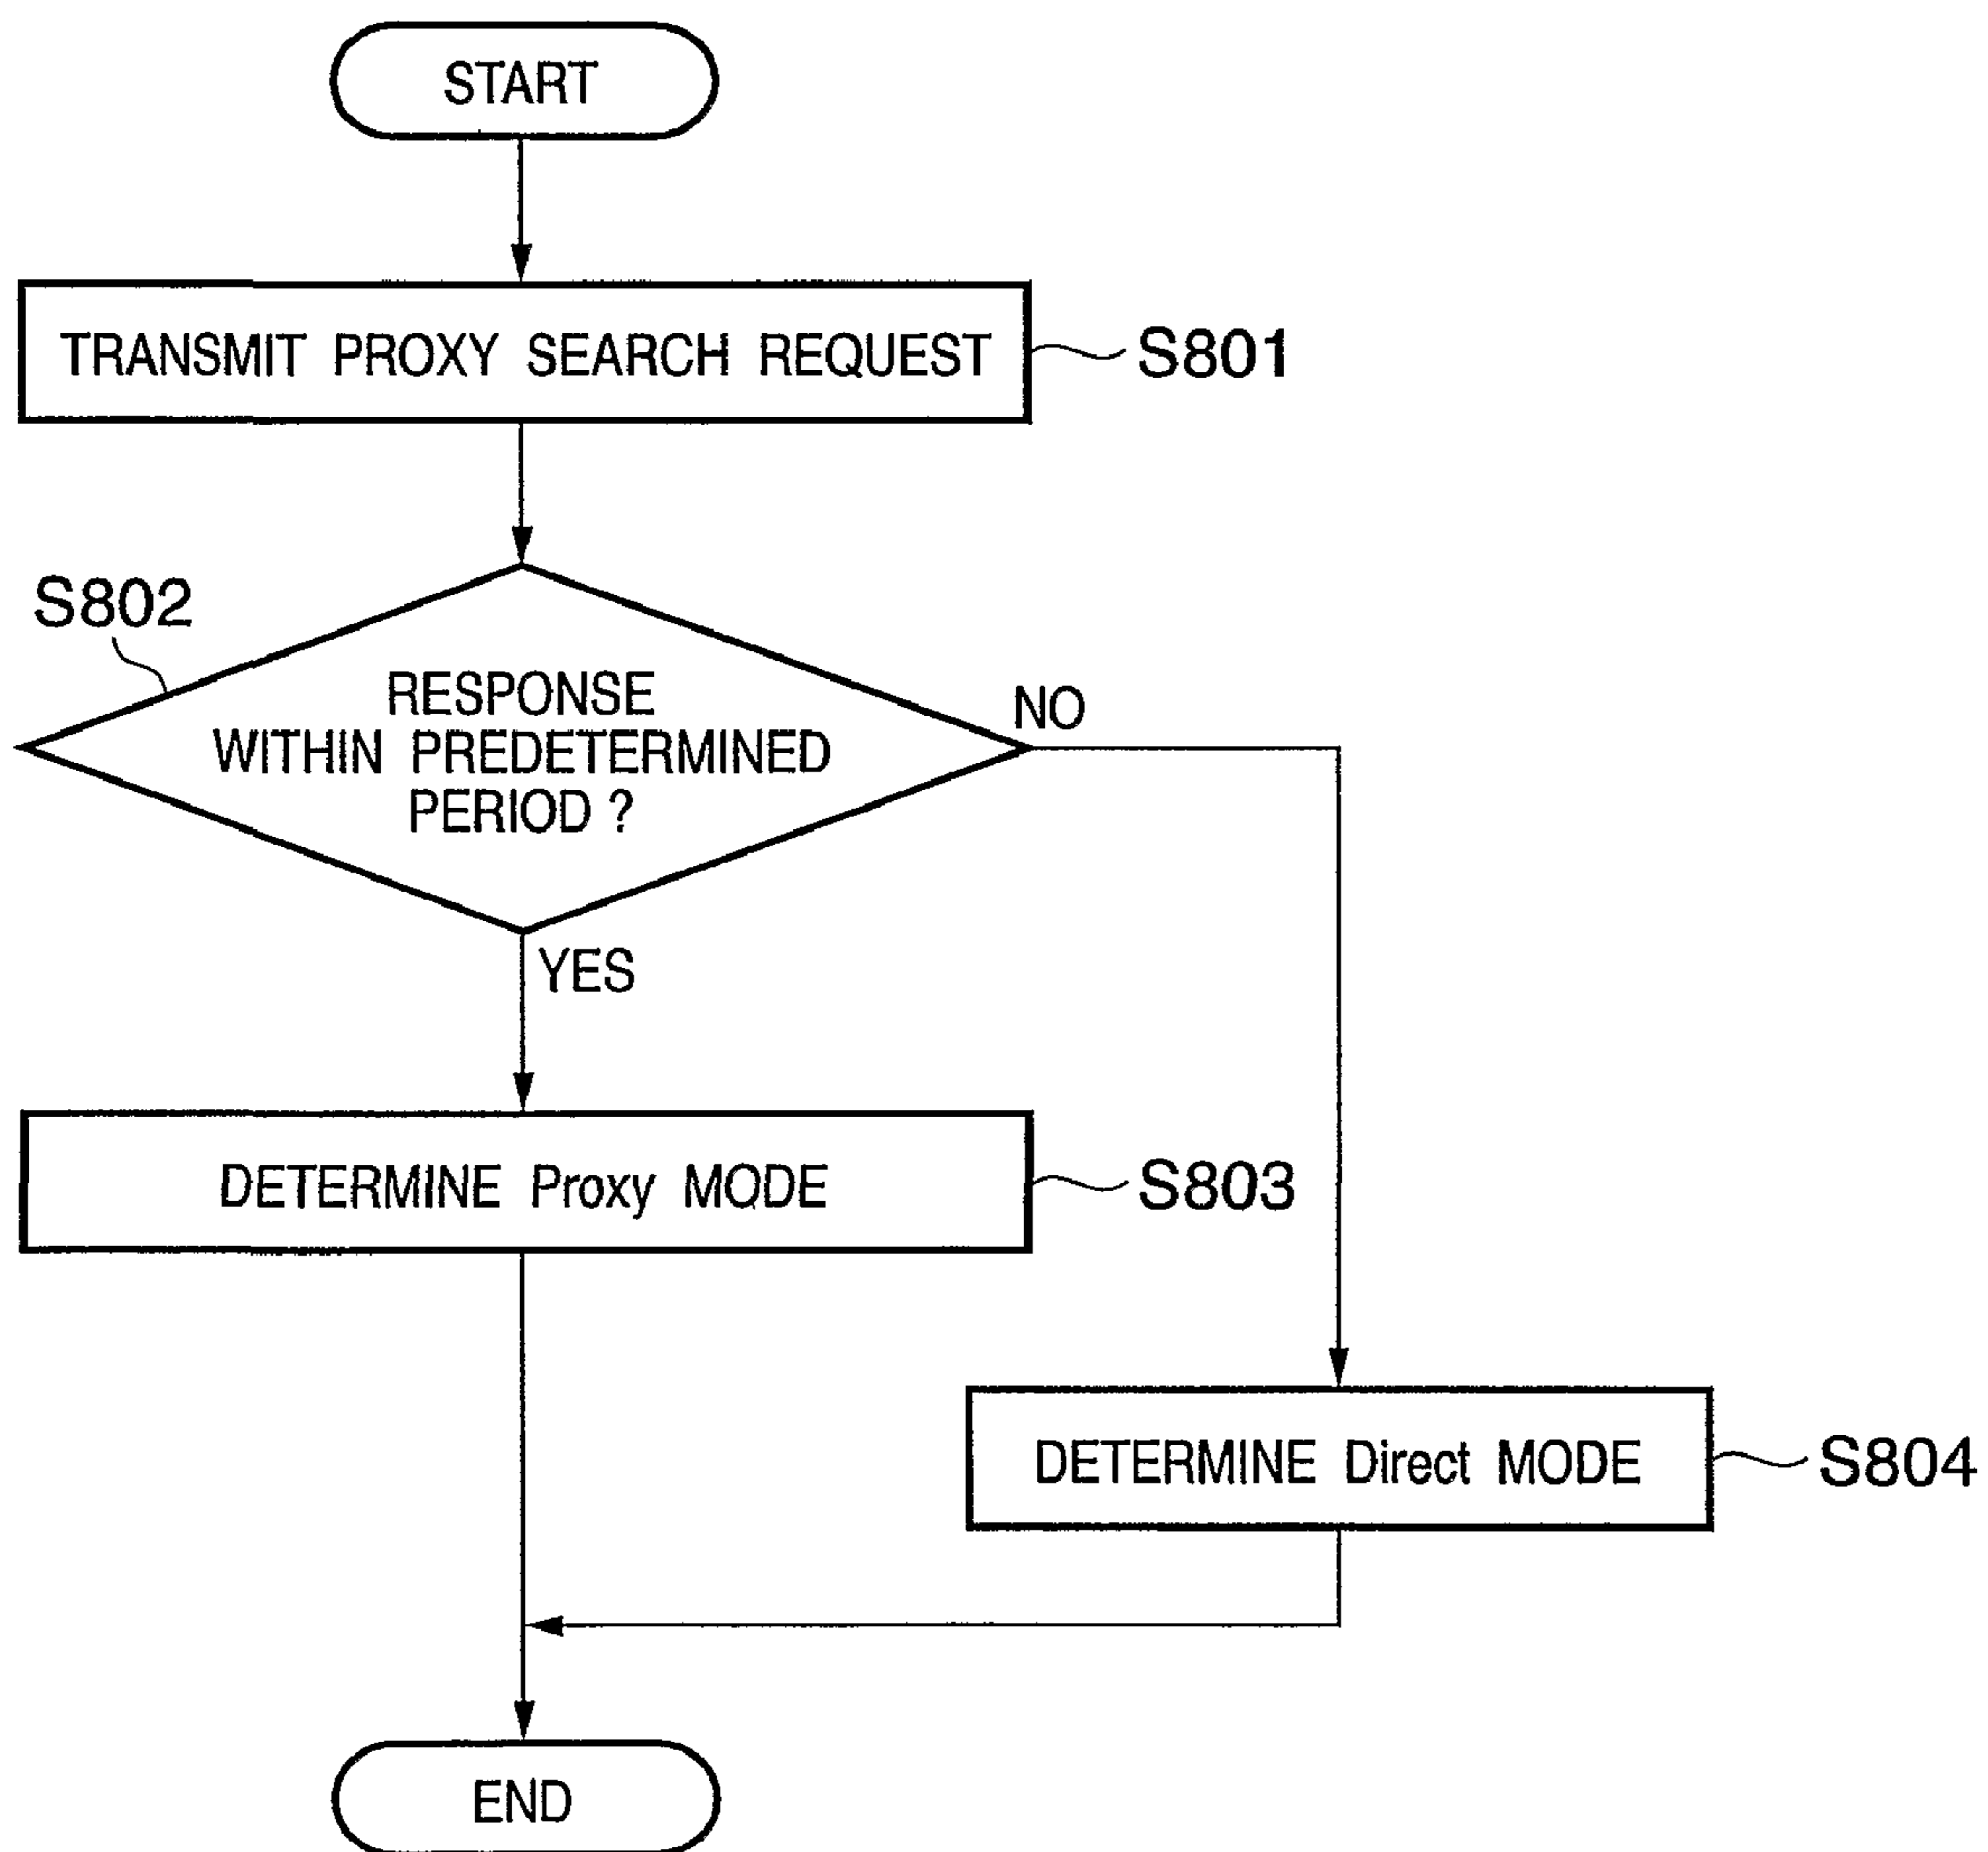 START
TRANSMIT PROXY SEARCH REQUEST
S801
S802
RESPONSE
WITHIN PREDETERMINED
PERIOD ?
NO
YES
DETERMINE Proxy MODE
S803
DETERMINE Direct MODE
S804
END